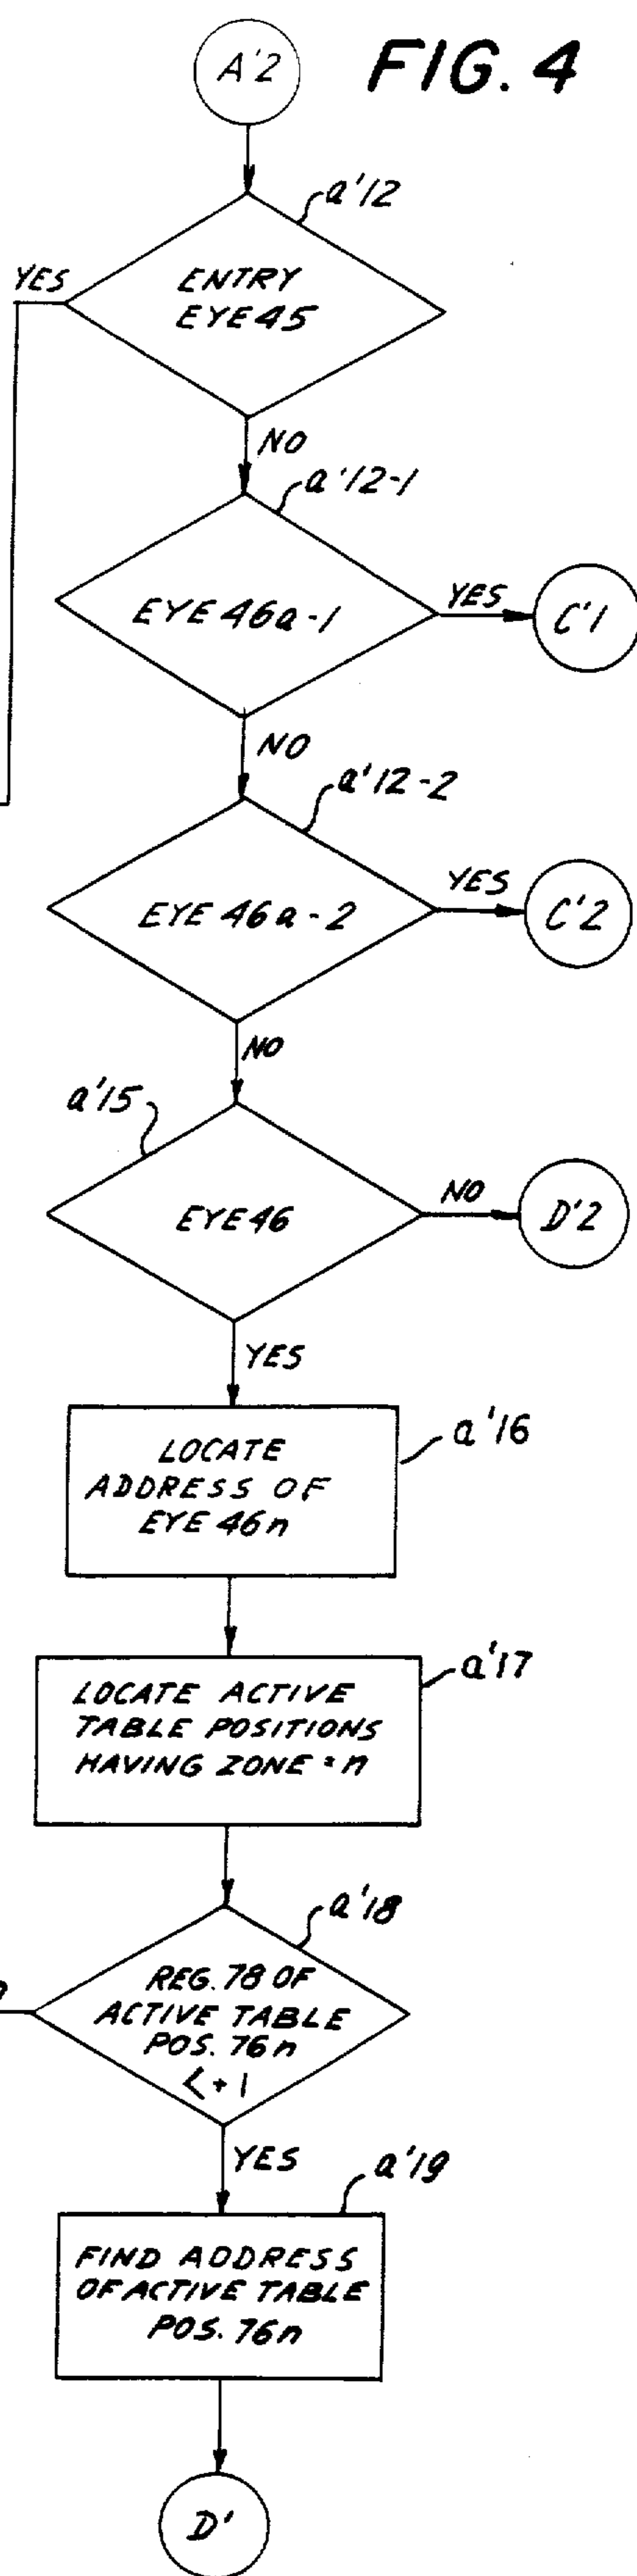 A'2
FIG. 4
a'12
YES
ENTRY
EYE 45
NO
a'12-1
EYE 46a-1
YES
C'1
NO
a'12-2
EYE 46a-2
YES
C'2
NO
a'15
EYE 46
NO
D'2
YES
LOCATE
ADDRESS OF
EYE 46n
a'16
LOCATE ACTIVE
TABLE POSITIONS
HAVING ZONE = n
a'17
a'18
REG. 78 OF
ACTIVE TABLE
POS. 76n
< + 1
YES
a'19
FIND ADDRESS
OF ACTIVE TABLE
POS. 76n
D'